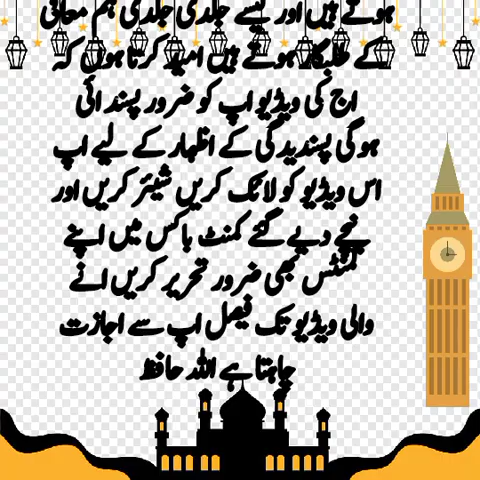 ہوتے ہیں اور پیسے جلدی جلدی ہم معافی
کے طلبگار ہوتے ہیں امید کرتا ہوں کہ
اج کی ویڈیو اپ کو ضرور پسند ائی
ہوگی پسندیدگی کے اظہار کے لیے اپ
اس ویڈیو کو لائک کریں شیئر کریں اور
نیچے دیے گئے کمنٹ باکس میں اپنے
کمنٹس بھی ضرور تحریر کریں انے
والی ویڈیو تک فیصل اپ سے اجازت
چاہتا ہے اللہ حافظ